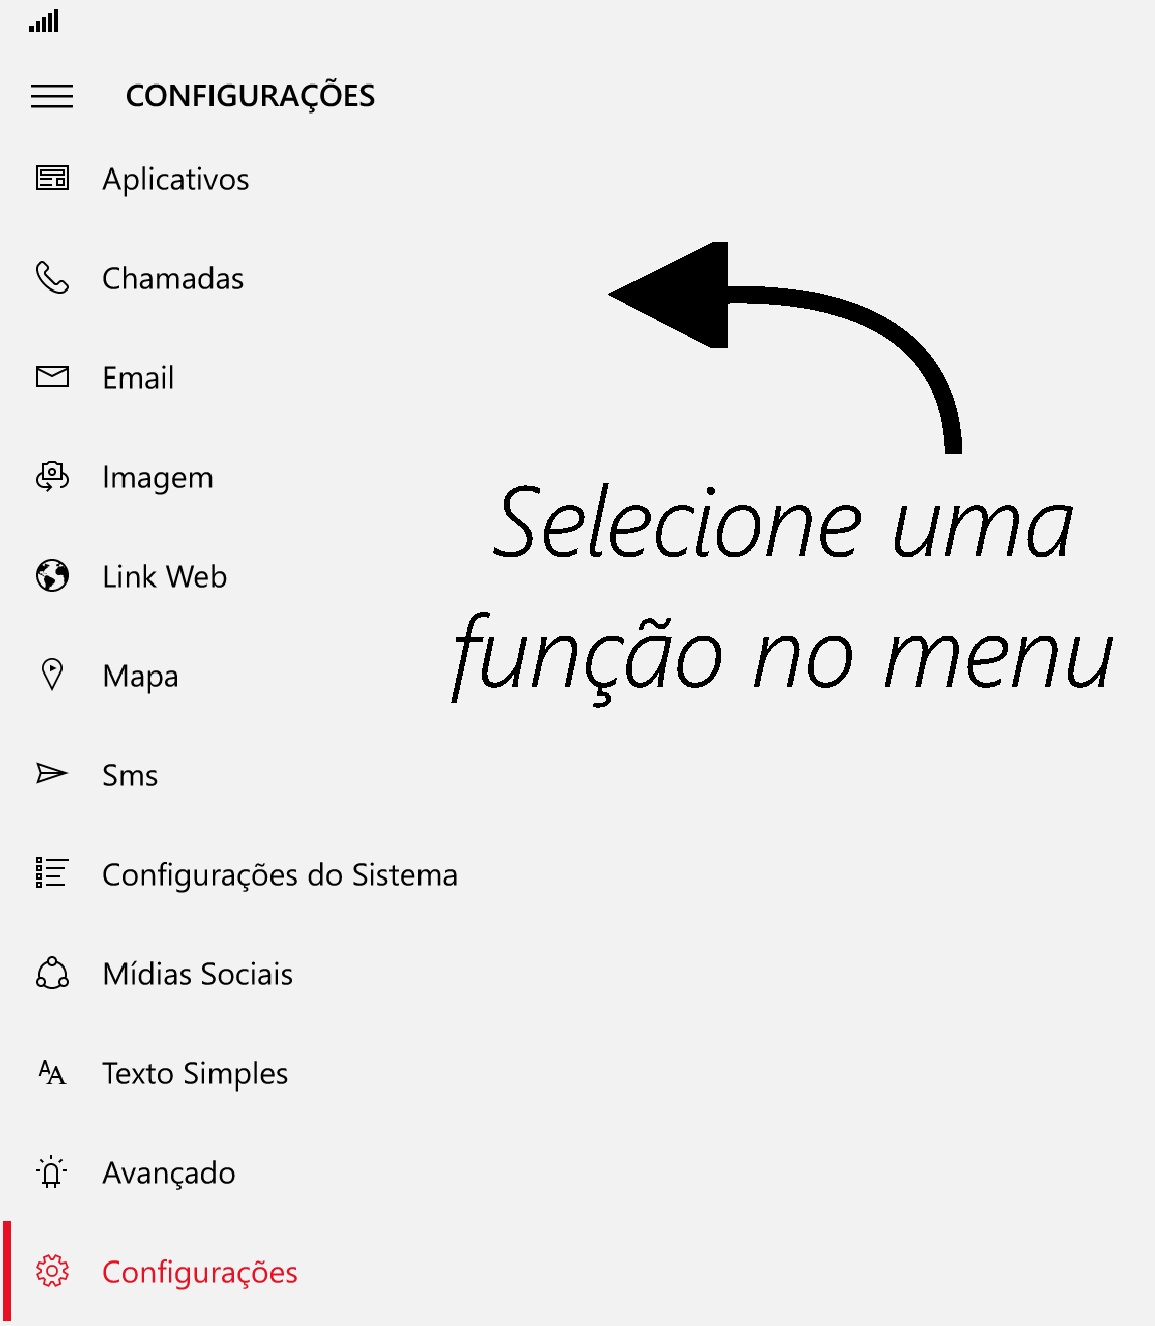 CONFIGURAÇÕES
Aplicativos
Chamadas
Email
Imagem
Link Web
Mapa
Sms
Configurações do Sistema
Mídias Sociais
Texto Simples
Avançado
Configurações
Selecione uma
função no menu